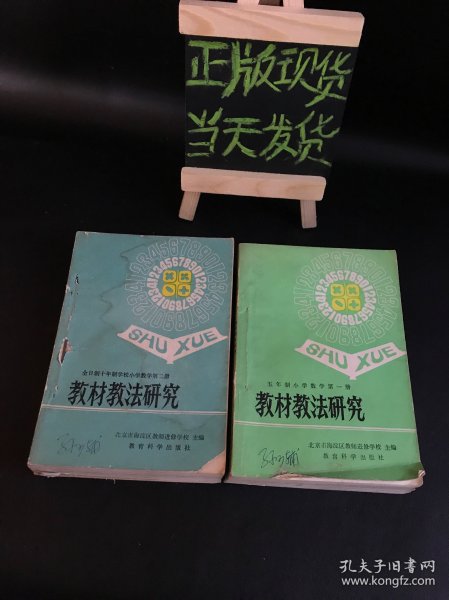 正版现货
当天发货
SHU XUE
全日制十年制学校小学数学第二册
教材教法研究
北京市海淀区教师进修学校 主编
教育科学出版社
SHU XUE
五年制小学数学第一册
教材教法研究
北京市海淀区教师进修学校 主编
教育科学出版社
孔夫子旧书网
www.kongfz.com